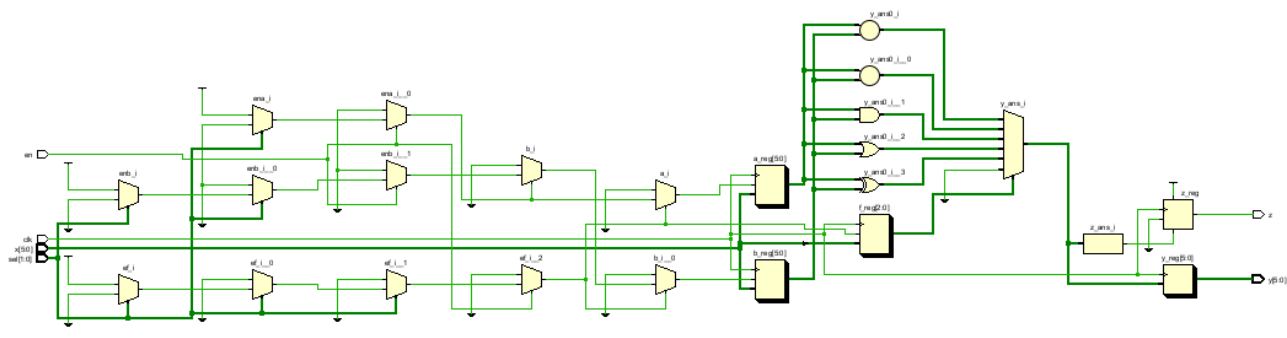 y_ans0_i
y_ans0_i__0
ena_i
ena_i__0
y_ans0_i__1
y_ans_i
en
enb_i
enb_i__0
enb_i__1
b_i
y_ans0_i__2
a_i
a_reg[5:0]
y_ans0_i__3
z_reg
f_reg[2:0]
z
clk
x[5:0]
sel[1:0]
z_ans_i
ef_i
ef_i__0
ef_i__1
ef_i__2
b_i__0
b_reg[5:0]
y_reg[5:0]
y[5:0]